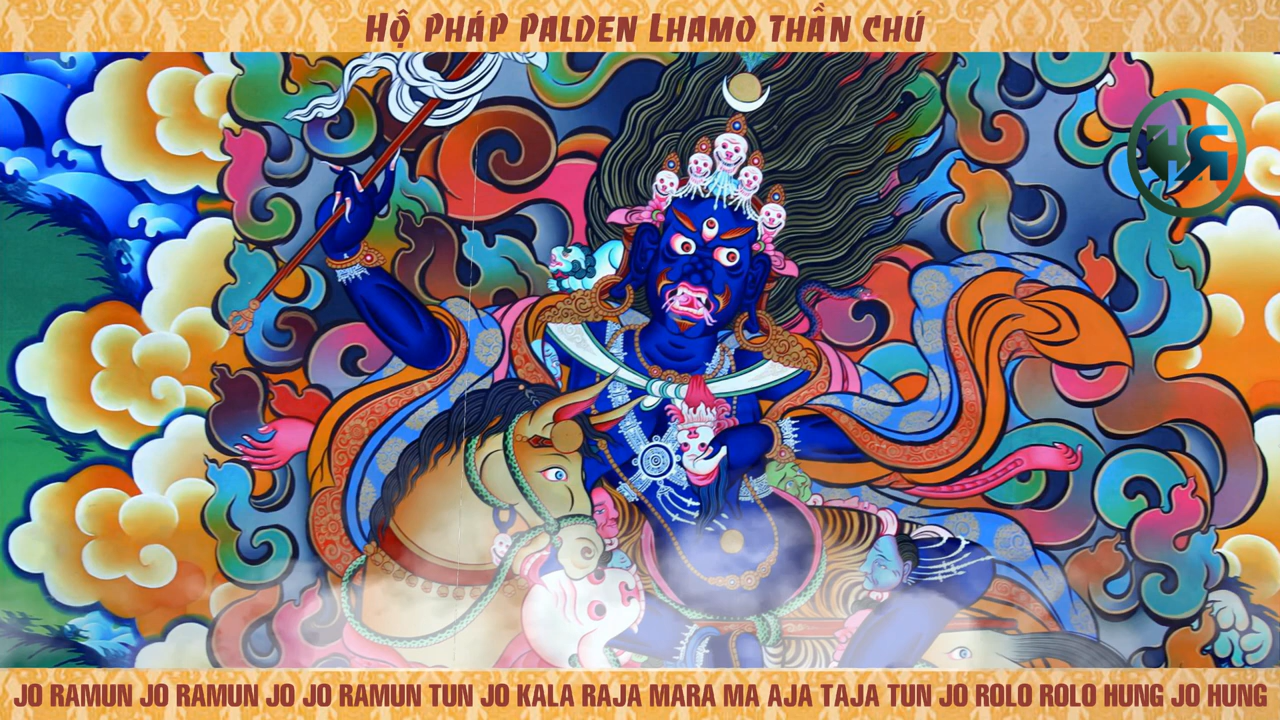 Hộ Pháp Palden Lhamo thần chú
HR
JO RAMUN JO RAMUN JO JO RAMUN TUN JO KALA RAJA MARA MA AJA TAJA TUN JO ROLO ROLO HUNG JO HUNG